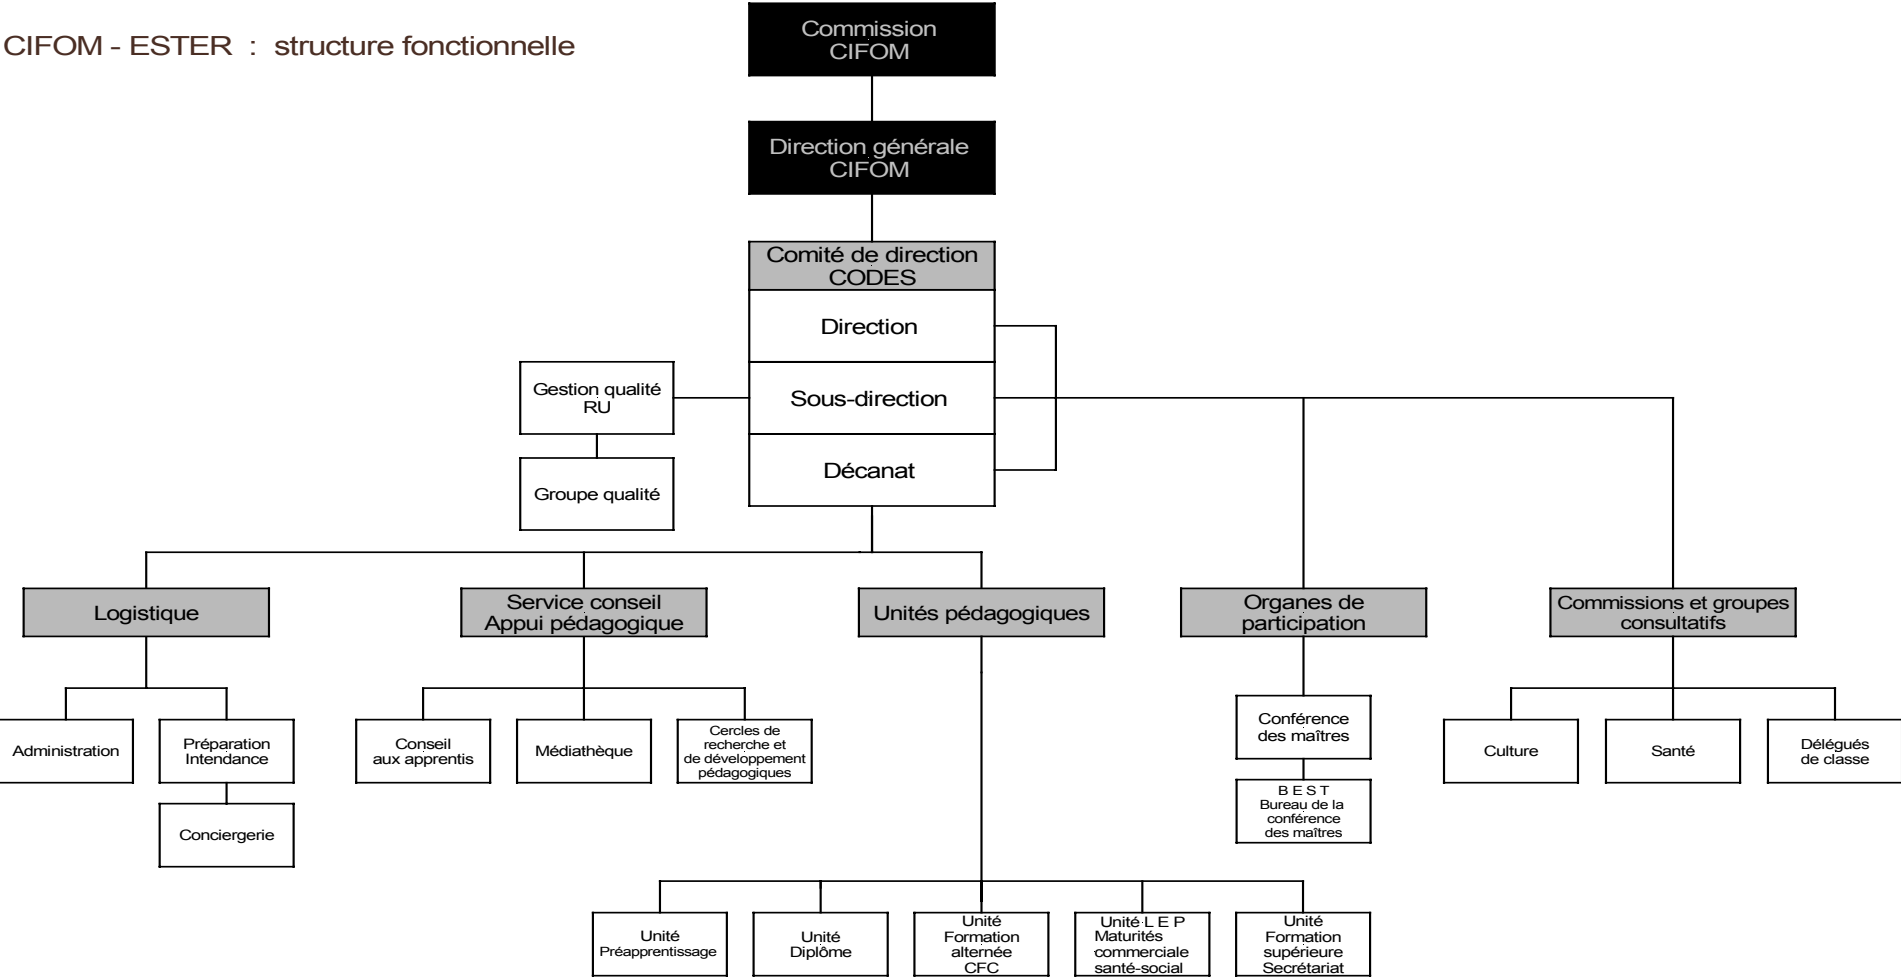 CIFOM - ESTER : structure fonctionnelle
Commission
CIFOM
Direction générale
CIFOM
Comité de direction
CODES
Direction
Sous-direction
Décanat
Gestion qualité
RU
Groupe qualité
Logistique
Service conseil
Appui pédagogique
Unités pédagogiques
Organes de
participation
Commissions et groupes
consultatifs
Administration
Préparation
Intendance
Conciergerie
Conseil
aux apprentis
Médiathèque
Cercles de
recherche et
de développement
pédagogiques
Conférence
des maîtres
B E S T
Bureau de la
conférence
des maîtres
Culture
Santé
Délégués
de classe
Unité
Préapprentissage
Unité
Diplôme
Unité
Formation
alternée
CFC
Unité L E P
Maturités
commerciale
santé-social
Unité
Formation
supérieure
Secrétariat